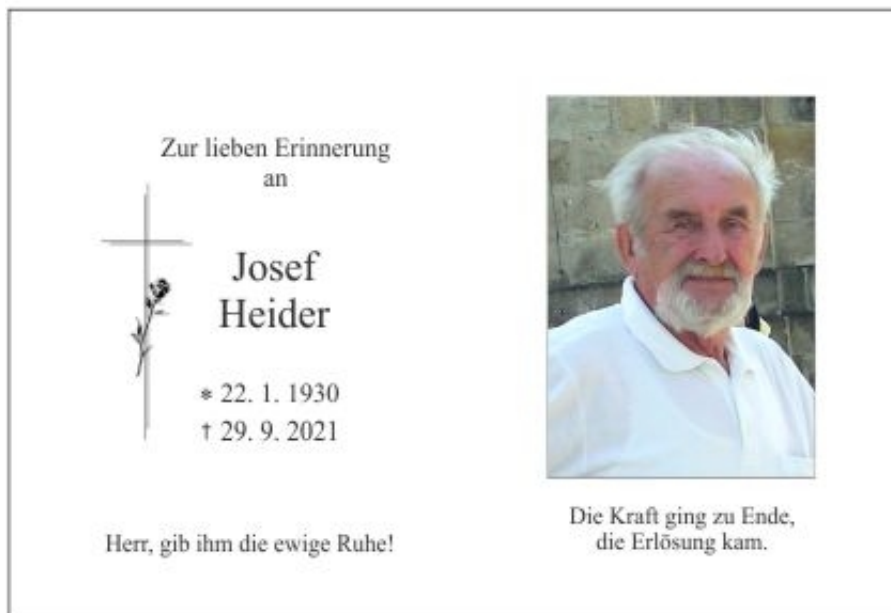 Zur lieben Erinnerung
an
Josef
Heider
* 22. 1. 1930
† 29. 9. 2021
Herr, gib ihm die ewige Ruhe!
Die Kraft ging zu Ende,
die Erlösung kam.